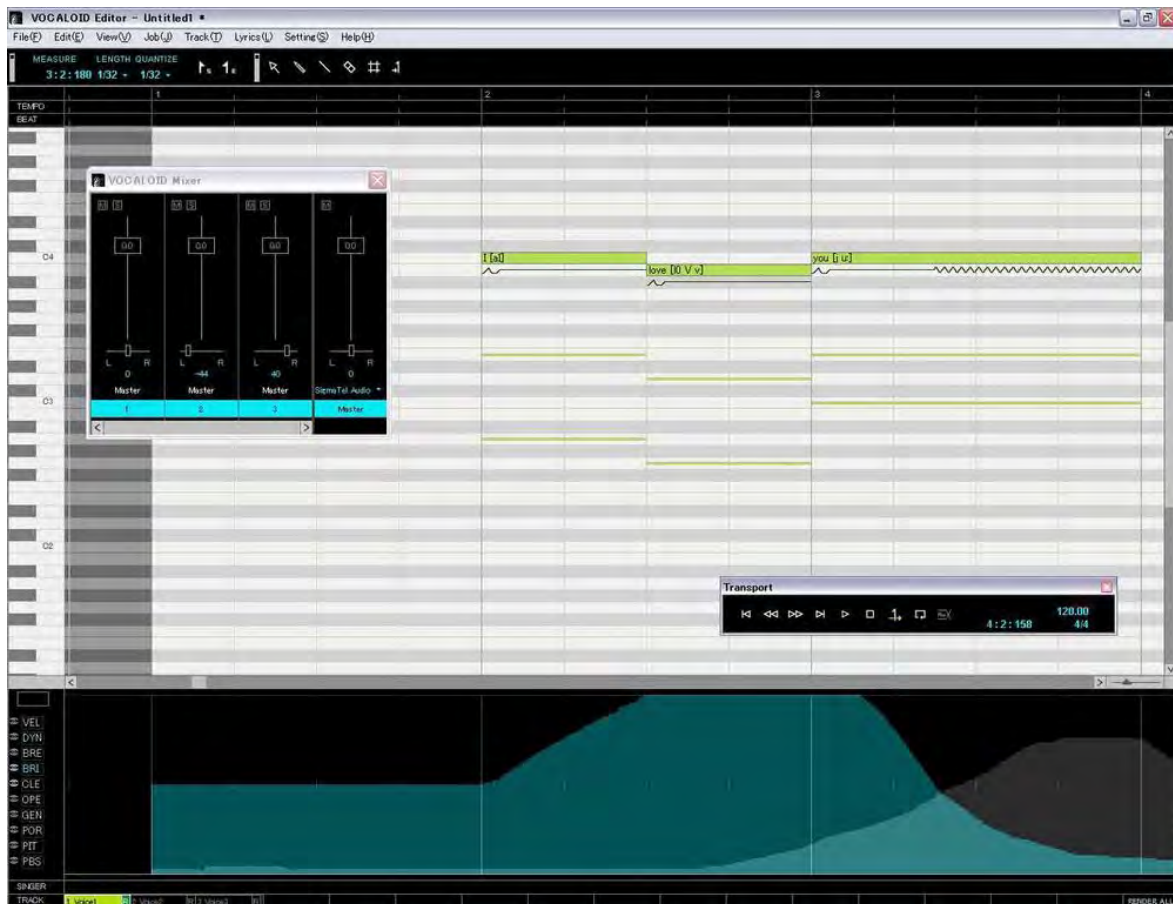 VOCALOID Editor - Untitled1 *
File(F) Edit(E) View(V) Job(J) Track(T) Lyrics(L) Setting(S) Help(H)
MEASURE LENGTH QUANTIZE
3:2:180 1/32 1/32
1 2 3 4
TEMPO
BEAT
VOCALOID Mixer
M S M S M S M
0.0 0.0 0.0 0.0
C4
I [aI]
love [l0 V v]
you [j u:]
L R L R L R L R
0 -44 40 0
Master Master Master SigmaTel Audio
1 2 3 Master
C3
C2
Transport
120.00
4:2:158 4/4
VEL
DYN
BRE
BRI
CLE
OPE
GEN
POR
PIT
PBS
SINGER
TRACK 1 Voice1 R 2 Voice2 R 3 Voice3 R RENDER ALL